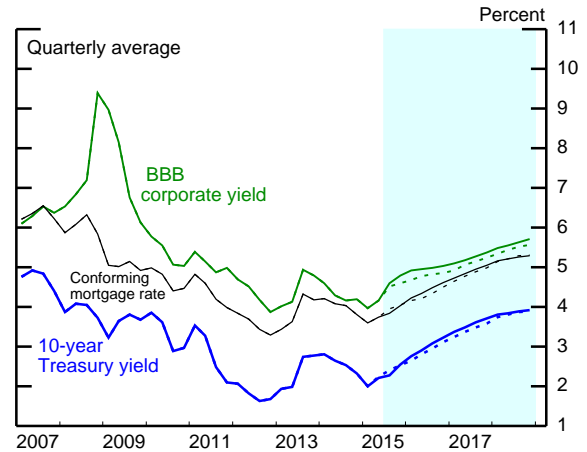 Percent
Quarterly average
11
10
9
8
7
6
5
4
3
2
1
BBB
corporate yield
Conforming
mortgage rate
10-year
Treasury yield
2007 2009 2011 2013 2015 2017